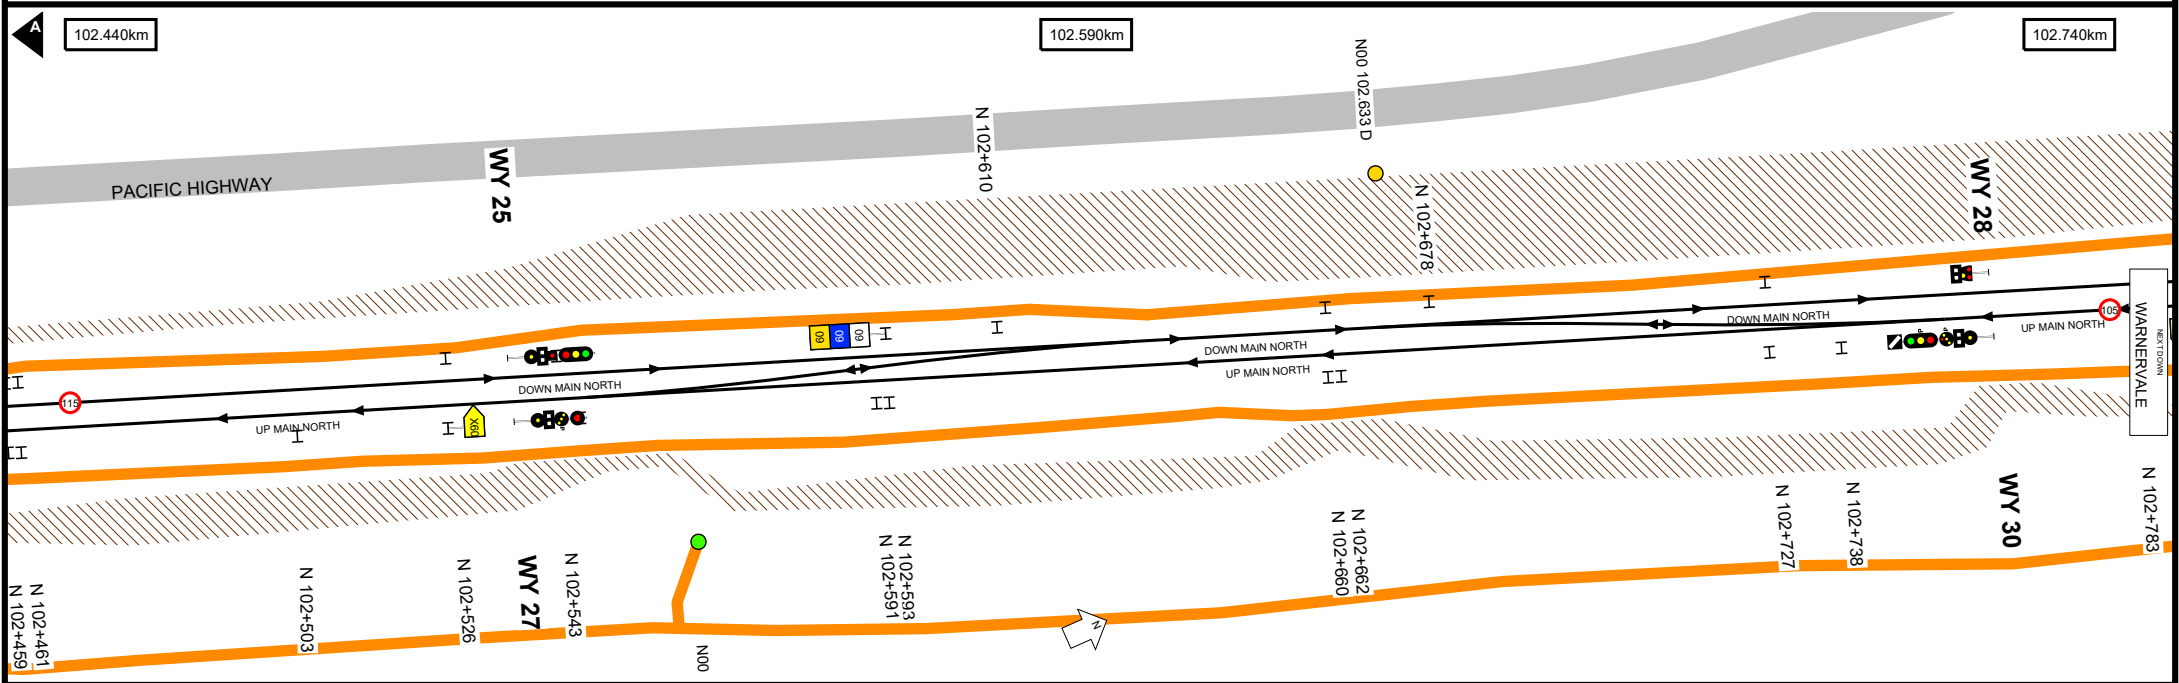 A
102.440km
102.590km
102.740km
N00 102.633 D
N 102+610
WY 25
PACIFIC HIGHWAY
WY 28
N 102+678
60
60
60
115
105
DOWN MAIN NORTH
DOWN MAIN NORTH
DOWN MAIN NORTH
UP MAIN NORTH
UP MAIN NORTH
UP MAIN NORTH
X60
WARNERVALE
NEXT DOWN
N 102+459
N 102+461
N 102+503
N 102+526
WY 27
N 102+543
N00
N 102+591
N 102+593
N
N 102+660
N 102+662
N 102+727
N 102+738
WY 30
N 102+783